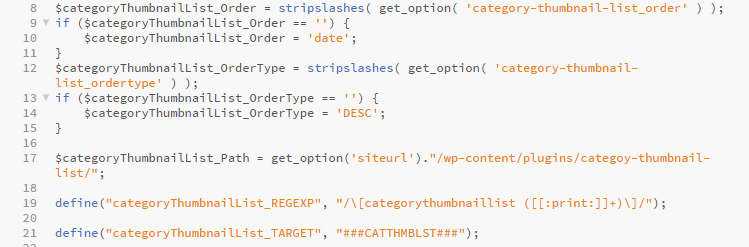 8 $categoryThumbnailList_Order = stripslashes( get_option( 'category-thumbnail-list_order' ) );
9 if ($categoryThumbnailList_Order == '') {
10 $categoryThumbnailList_Order = 'date';
11 }
12 $categoryThumbnailList_OrderType = stripslashes( get_option( 'category-thumbnail-
list_ordertype' ) );
13 if ($categoryThumbnailList_OrderType == '') {
14 $categoryThumbnailList_OrderType = 'DESC';
15 }
16
17 $categoryThumbnailList_Path = get_option('siteurl')."/wp-content/plugins/categoy-thumbnail-
list/";
18
19 define("categoryThumbnailList_REGEXP", "/\[categorythumbnaillist ([[:print:]]+)\]/");
20
21 define("categoryThumbnailList_TARGET", "###CATTHMBLST###");